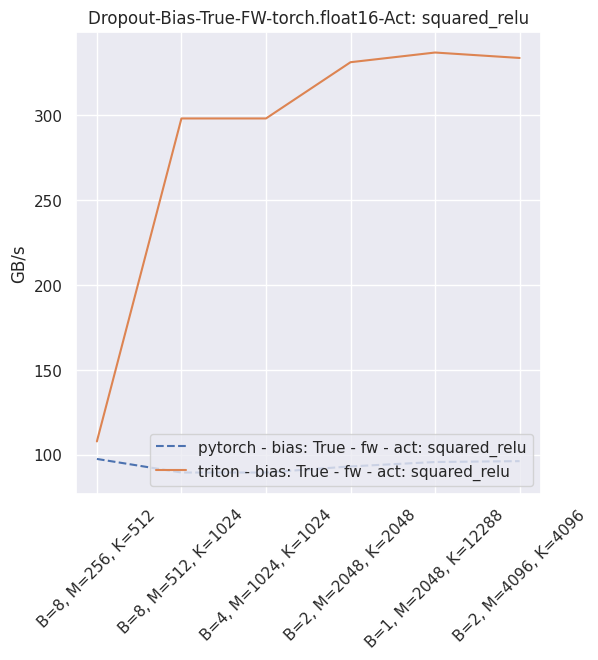 Dropout-Bias-True-FW-torch.float16-Act: squared_relu
GB/s
300
250
200
150
100
pytorch - bias: True - fw - act: squared_relu
triton - bias: True - fw - act: squared_relu
B=8, M=256, K=512
B=8, M=512, K=1024
B=4, M=1024, K=1024
B=2, M=2048, K=2048
B=1, M=2048, K=12288
B=2, M=4096, K=4096